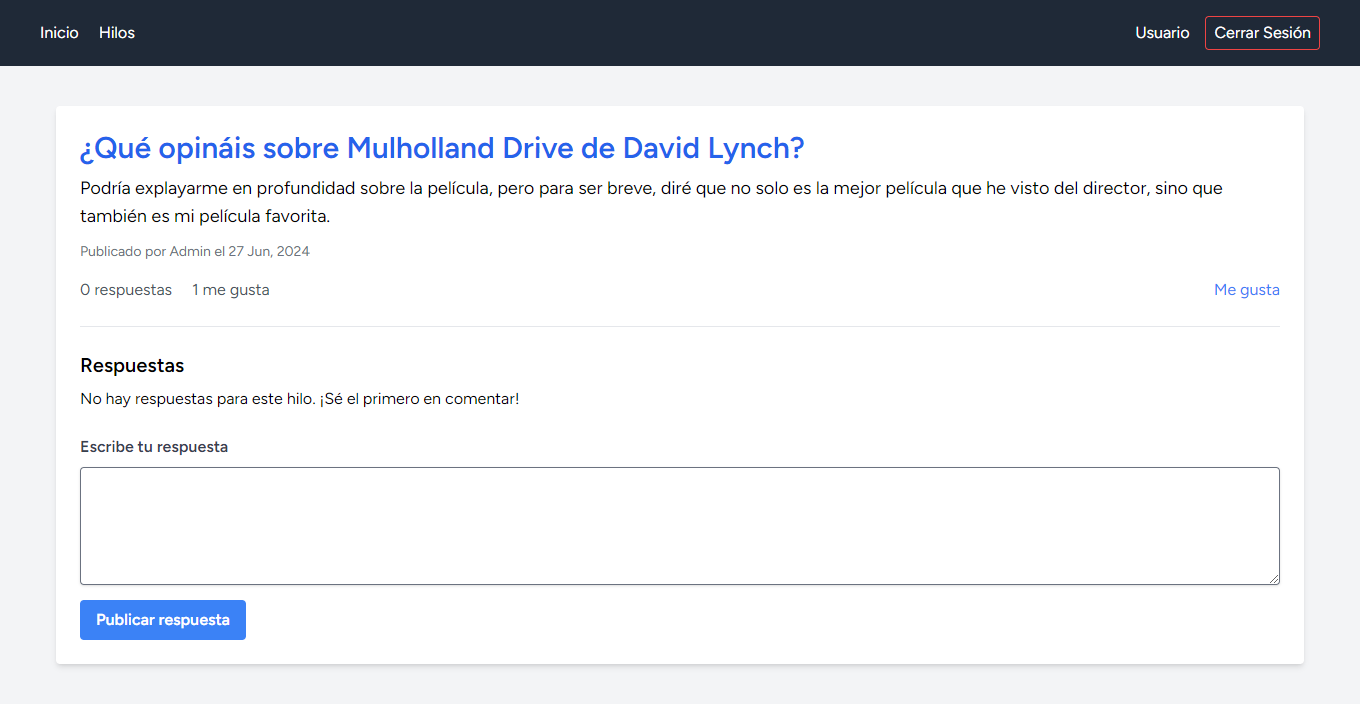 Inicio Hilos Usuario Cerrar Sesión
¿Qué opináis sobre Mulholland Drive de David Lynch?
Podría explayarme en profundidad sobre la película, pero para ser breve, diré que no solo es la mejor película que he visto del director, sino que
también es mi película favorita.
Publicado por Admin el 27 Jun, 2024
0 respuestas 1 me gusta Me gusta
Respuestas
No hay respuestas para este hilo. ¡Sé el primero en comentar!
Escribe tu respuesta
Publicar respuesta